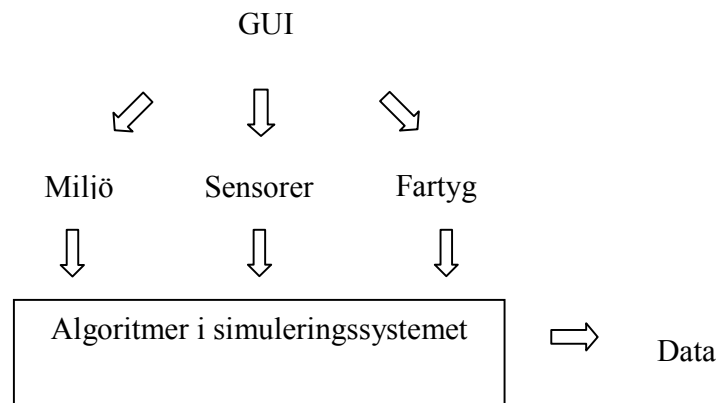 GUI
Miljö Sensorer Fartyg
Algoritmer i simuleringssystemet
Data